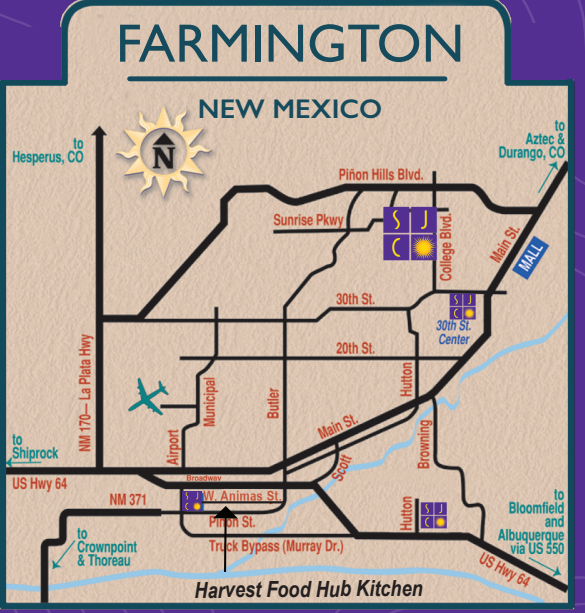 FARMINGTON
NEW MEXICO
to
Hesperus, CO
N
to
Aztec &
Durango, CO
Piñon Hills Blvd.
Sunrise Pkwy
S J
C
College Blvd.
Main St.
MALL
30th St.
S J
C
30th St.
Center
20th St.
NM 170— La Plata Hwy
Municipal
Butler
Hutton
Airport
Main St.
Scott
Browning
to
Shiprock
US Hwy 64
Broadway
NM 371
S J
C
W. Animas St.
Piñon St.
Truck Bypass (Murray Dr.)
Hutton
S J
C
to
Bloomfield
and
Albuquerque
via US 550
US Hwy 64
to
Crownpoint
& Thoreau
Harvest Food Hub Kitchen